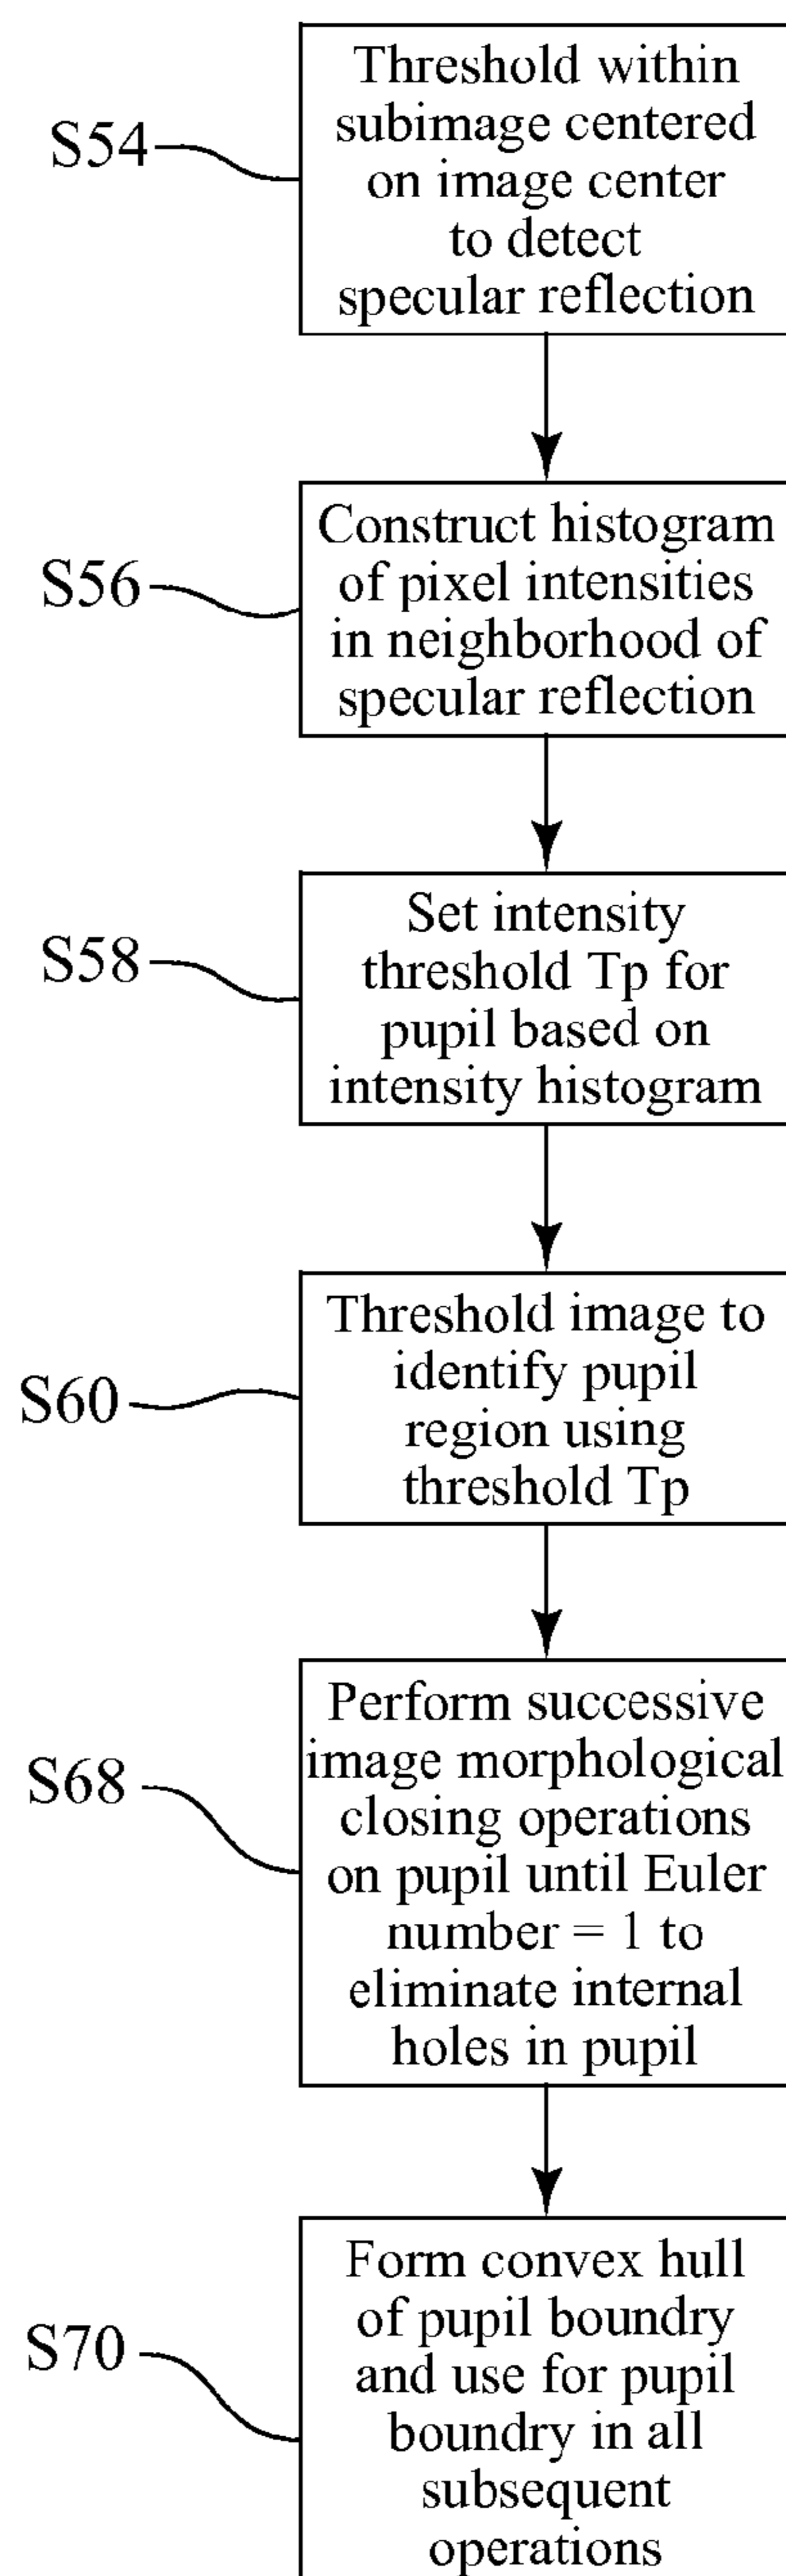 S54
Threshold within
subimage centered
on image center
to detect
specular reflection
S56
Construct histogram
of pixel intensities
in neighborhood of
specular reflection
S58
Set intensity
threshold Tp for
pupil based on
intensity histogram
S60
Threshold image to
identify pupil
region using
threshold Tp
S68
Perform successive
image morphological
closing operations
on pupil until Euler
number = 1 to
eliminate internal
holes in pupil
S70
Form convex hull
of pupil boundry
and use for pupil
boundry in all
subsequent
operations